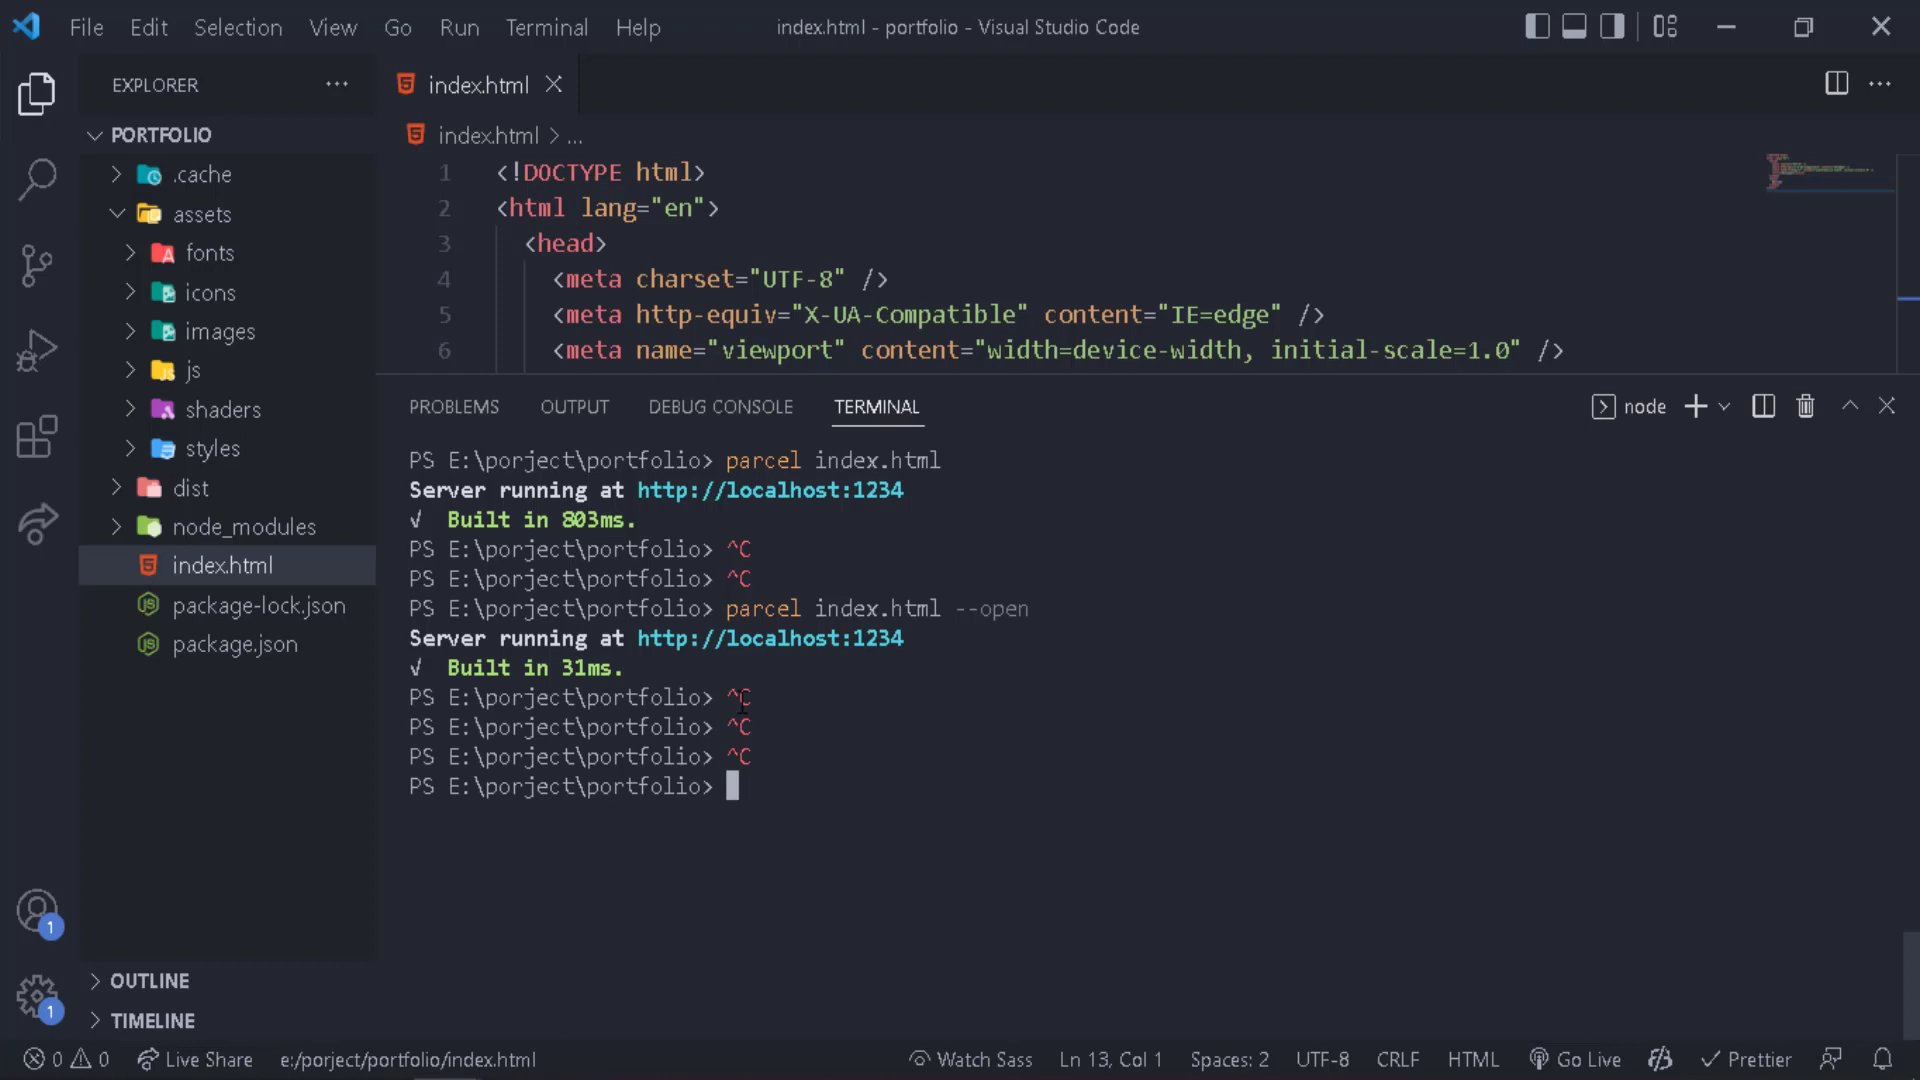 File Edit Selection View Go Run Terminal Help index.html - portfolio - Visual Studio Code
EXPLORER
index.html
PORTFOLIO
index.html > ...
.cache
assets
fonts
icons
images
js
shaders
styles
dist
node_modules
index.html
package-lock.json
package.json
OUTLINE
TIMELINE
1 <!DOCTYPE html>
2 <html lang="en">
3 <head>
4 <meta charset="UTF-8" />
5 <meta http-equiv="X-UA-Compatible" content="IE=edge" />
6 <meta name="viewport" content="width=device-width, initial-scale=1.0" />
PROBLEMS OUTPUT DEBUG CONSOLE TERMINAL node
PS E:\porject\portfolio> parcel index.html
Server running at http://localhost:1234
√ Built in 803ms.
PS E:\porject\portfolio> ^C
PS E:\porject\portfolio> ^C
PS E:\porject\portfolio> parcel index.html --open
Server running at http://localhost:1234
√ Built in 31ms.
PS E:\porject\portfolio> ^C
PS E:\porject\portfolio> ^C
PS E:\porject\portfolio> ^C
PS E:\porject\portfolio>
1
1
0 0 Live Share e:/porject/portfolio/index.html Watch Sass Ln 13, Col 1 Spaces: 2 UTF-8 CRLF HTML Go Live Prettier